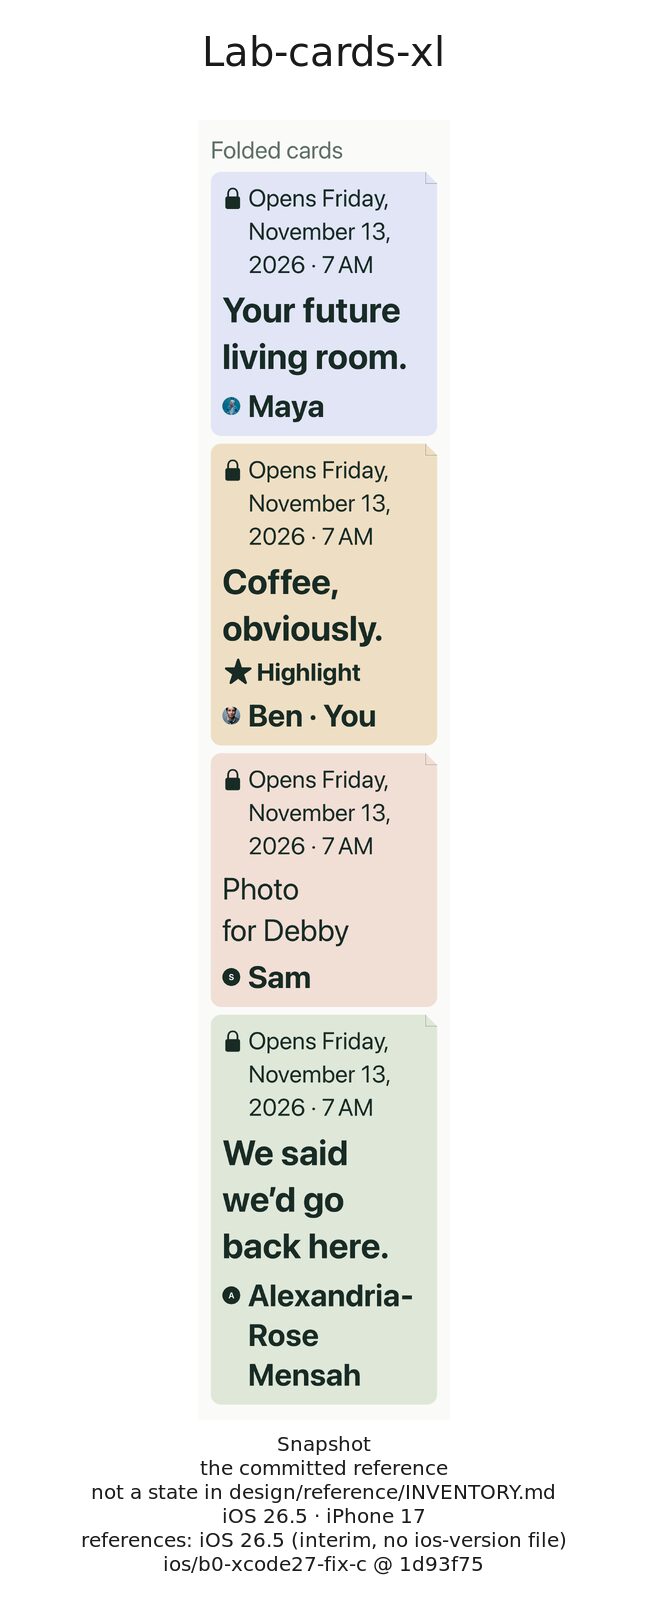 Lab-cards-xl
Folded cards
Opens Friday,
November 13,
2026 · 7 AM
Your future
living room.
Maya
Opens Friday,
November 13,
2026 · 7 AM
Coffee,
obviously.
Highlight
Ben · You
Opens Friday,
November 13,
2026 · 7 AM
Photo
for Debby
S Sam
Opens Friday,
November 13,
2026 · 7 AM
We said
we’d go
back here.
A Alexandria-
Rose
Mensah
Snapshot
the committed reference
not a state in design/reference/INVENTORY.md
iOS 26.5 · iPhone 17
references: iOS 26.5 (interim, no ios-version file)
ios/b0-xcode27-fix-c @ 1d93f75